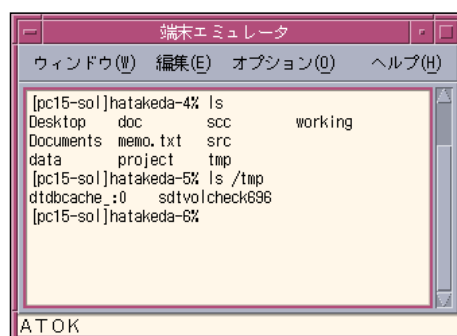 端末エミュレータ
ウィンドウ(W) 編集(E) オプション(O) ヘルプ(H)
[pc15-sol]hatakeda-4% ls
Desktop doc scc working
Documents memo.txt src
data project tmp
[pc15-sol]hatakeda-5% ls /tmp
dtdbcache_:0 sdtvolcheck696
[pc15-sol]hatakeda-6%
ATOK